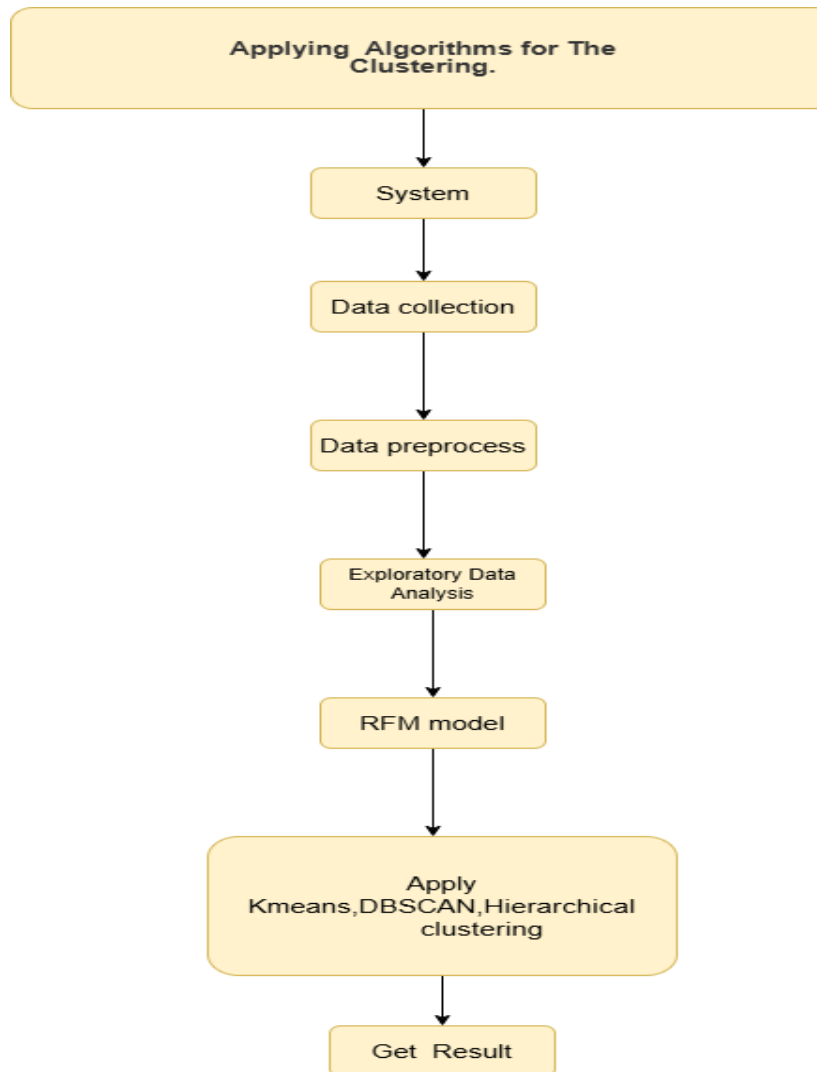 Applying Algorithms for The
Clustering.
System
Data collection
Data preprocess
Exploratory Data
Analysis
RFM model
Apply
Kmeans,DBSCAN,Hierarchical
clustering
Get Result